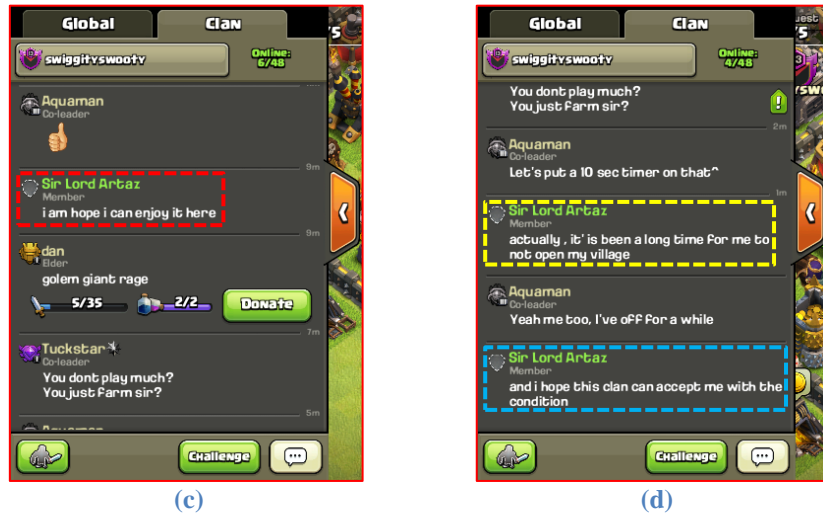 Global
Clan
swiggityswooty
Online:
6/48
Aquaman
Co-leader
9m
Sir Lord Artaz
Member
i am hope i can enjoy it here
9m
dan
Elder
golem giant rage
5/35
2/2
Donate
7m
Tuckstar
Co-leader
You dont play much?
You just farm sir?
5m
Aquaman
Challenge
(c)
Global
Clan
swiggityswooty
Online:
4/48
You dont play much?
You just farm sir?
2m
Aquaman
Co-leader
Let's put a 10 sec timer on that^
1m
Sir Lord Artaz
Member
actually , it' is been a long time for me to
not open my village
Aquaman
Co-leader
Yeah me too, I've off for a while
Sir Lord Artaz
Member
and i hope this clan can accept me with the
condition
Challenge
(d)